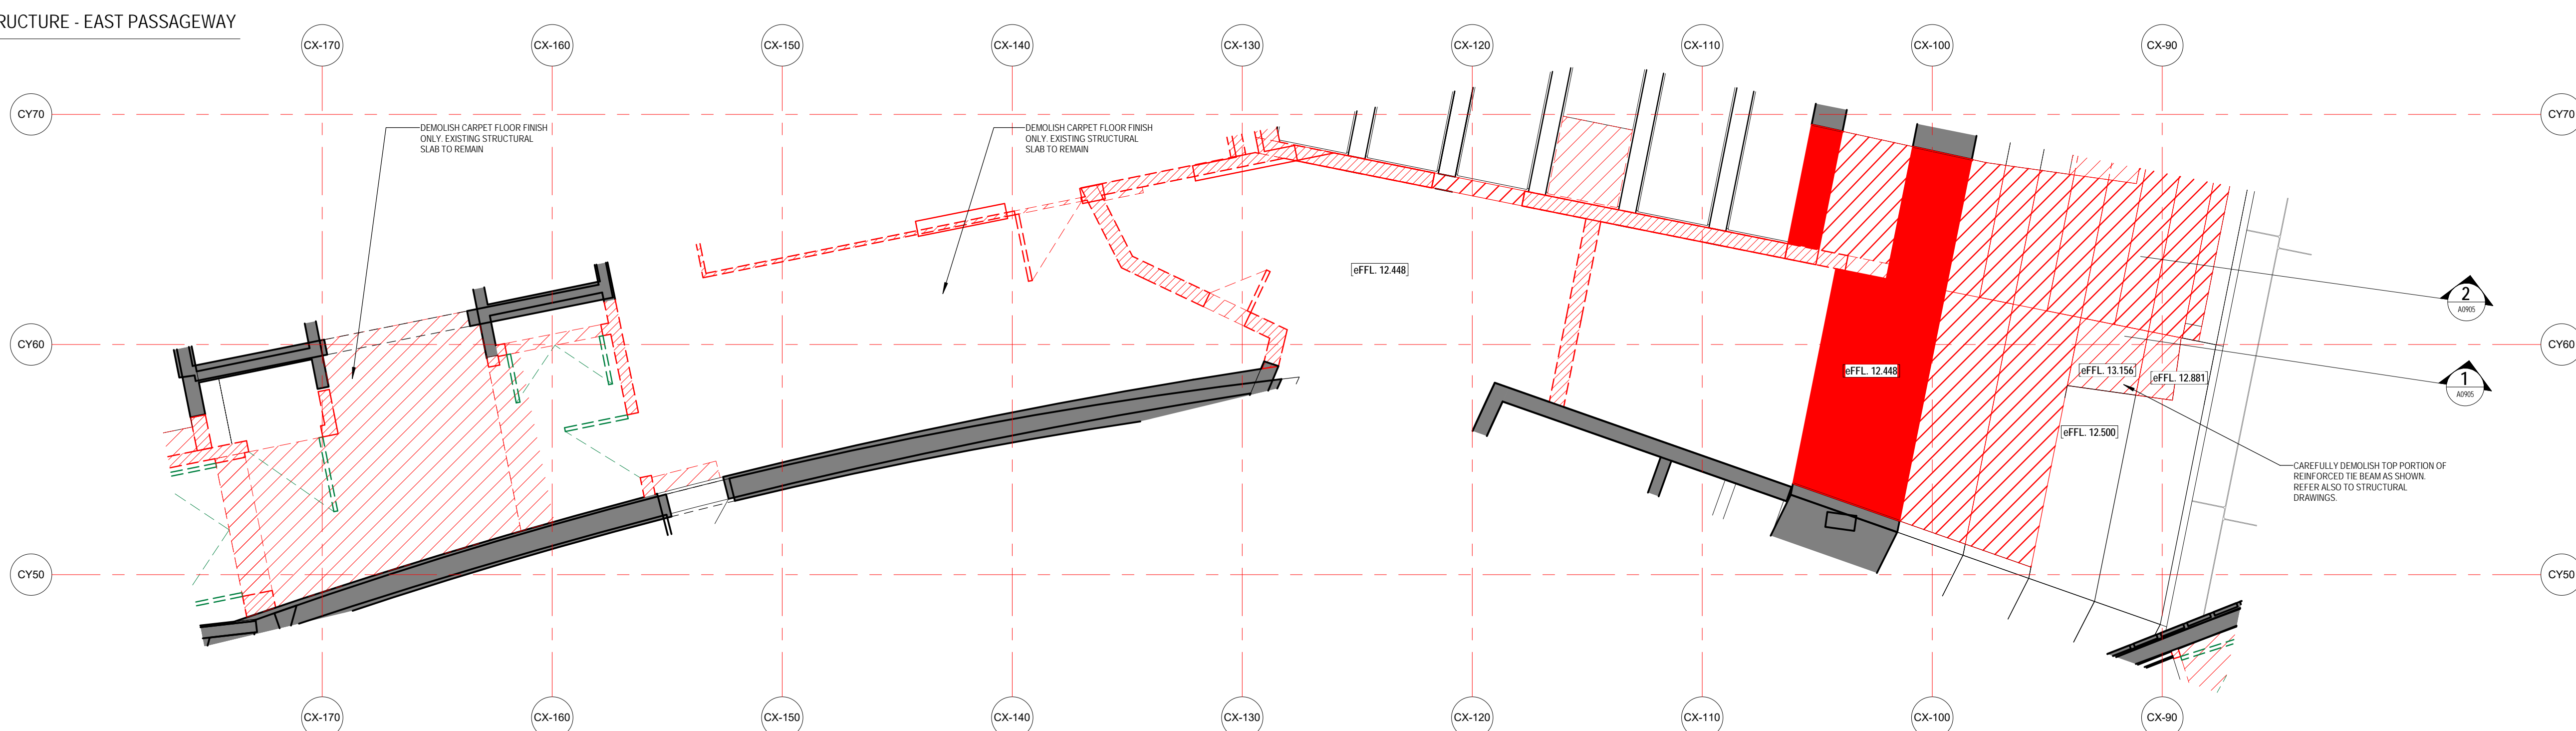 RUCTURE - EAST PASSAGEWAY
CX-170
CX-160
CX-150
CX-140
CX-130
CX-120
CX-110
CX-100
CX-90
CY70
CY70
DEMOLISH CARPET FLOOR FINISH
ONLY. EXISTING STRUCTURAL
SLAB TO REMAIN
DEMOLISH CARPET FLOOR FINISH
ONLY. EXISTING STRUCTURAL
SLAB TO REMAIN
eFFL. 12.448
2
A0905
CY60
CY60
eFFL. 12.448
eFFL. 13.156
eFFL. 12.881
1
A0905
eFFL. 12.500
CAREFULLY DEMOLISH TOP PORTION OF
REINFORCED TIE BEAM AS SHOWN.
REFER ALSO TO STRUCTURAL
DRAWINGS.
CY50
CY50
CX-170
CX-160
CX-150
CX-140
CX-130
CX-120
CX-110
CX-100
CX-90